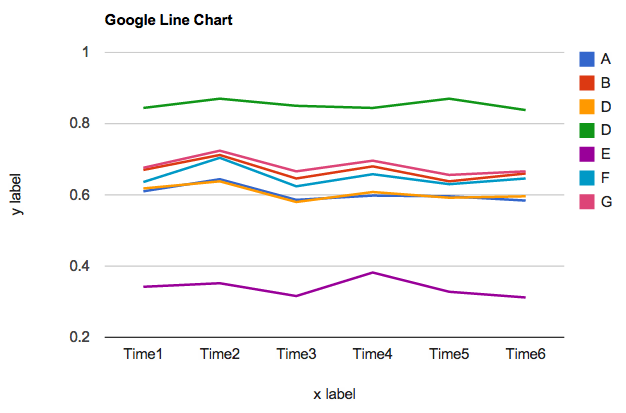 Google Line Chart
1
0.8
0.6
0.4
0.2
y label
Time1 Time2 Time3 Time4 Time5 Time6
x label
A
B
D
D
E
F
G